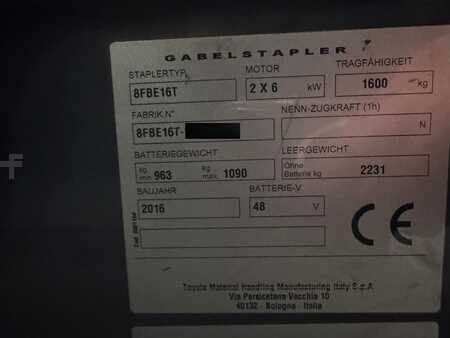 GABELSTAPLER
STAPLERTYP MOTOR TRAGFÄHIGKEIT
8FBE16T 2 X 6 kW 1600 kg
FABRIK N° NENN-ZUGKRAFT (1h)
8FBE16T- N
BATTERIEGEWICHT LEERGEWICHT
kg min 963 kg max. 1090 Ohne Batterie kg 2231
BAUJAHR BATTERIE-V
2016 48 V
CE
Toyota Material Handling Manufacturing Italy S.p.A
Via Persicetana Vecchia 10
40132 - Bologna - Italia